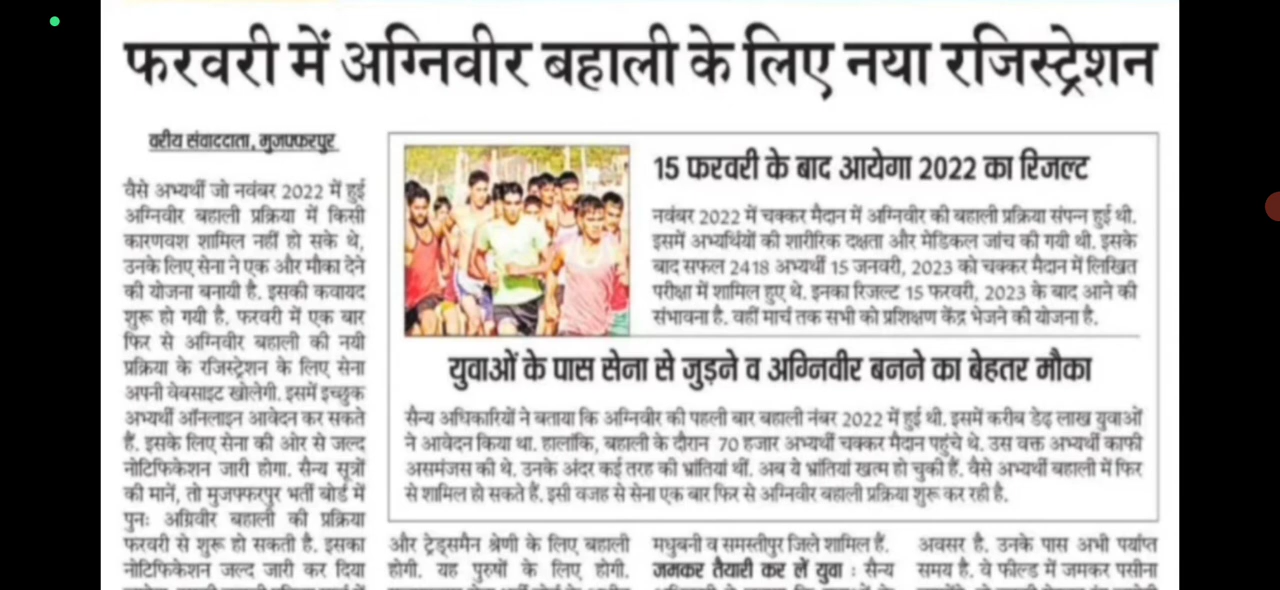 फरवरी में अग्निवीर बहाली के लिए नया रजिस्ट्रेशन
वरीय संवाददाता, मुजफ्फरपुर
वैसे अभ्यर्थी जो नवंबर 2022 में हुई
अग्निवीर बहाली प्रक्रिया में किसी
कारणवश शामिल नहीं हो सके थे,
उनके लिए सेना ने एक और मौका देने
की योजना बनायी है. इसकी कवायद
शुरू हो गयी है. फरवरी में एक बार
फिर से अग्निवीर बहाली की नयी
प्रक्रिया के रजिस्ट्रेशन के लिए सेना
अपनी वेबसाइट खोलेगी. इसमें इच्छुक
अभ्यर्थी ऑनलाइन आवेदन कर सकते
हैं. इसके लिए सेना की ओर से जल्द
नोटिफिकेशन जारी होगा. सैन्य सूत्रों
की मानें, तो मुजफ्फरपुर भर्ती बोर्ड में
पुनः अग्निवीर बहाली की प्रक्रिया
फरवरी से शुरू हो सकती है. इसका
नोटिफिकेशन जल्द जारी कर दिया
15 फरवरी के बाद आयेगा 2022 का रिजल्ट
नवंबर 2022 में चक्कर मैदान में अग्निवीर की बहाली प्रक्रिया संपन्न हुई थी.
इसमें अभ्यर्थियों की शारीरिक दक्षता और मेडिकल जांच की गयी थी. इसके
बाद सफल 2418 अभ्यर्थी 15 जनवरी, 2023 को चक्कर मैदान में लिखित
परीक्षा में शामिल हुए थे. इनका रिजल्ट 15 फरवरी, 2023 के बाद आने की
संभावना है. वहीं मार्च तक सभी को प्रशिक्षण केंद्र भेजने की योजना है.
युवाओं के पास सेना से जुड़ने व अग्निवीर बनने का बेहतर मौका
सैन्य अधिकारियों ने बताया कि अग्निवीर की पहली बार बहाली नंबर 2022 में हुई थी. इसमें करीब डेढ़ लाख युवाओं
ने आवेदन किया था. हालांकि, बहाली के दौरान 70 हजार अभ्यर्थी चक्कर मैदान पहुंचे थे. उस वक्त अभ्यर्थी काफी
असमंजस की थे. उनके अंदर कई तरह की भ्रांतियां थीं. अब ये भ्रांतियां खत्म हो चुकी हैं. वैसे अभ्यर्थी बहाली में फिर
से शामिल हो सकते हैं. इसी वजह से सेना एक बार फिर से अग्निवीर बहाली प्रक्रिया शुरू कर रही है.
और ट्रेड्समैन श्रेणी के लिए बहाली
होगी. यह पुरुषों के लिए होगी.
मधुबनी व समस्तीपुर जिले शामिल हैं.
जमकर तैयारी कर लें युवा : सैन्य
अवसर है. उनके पास अभी पर्याप्त
समय है. वे फील्ड में जमकर पसीना